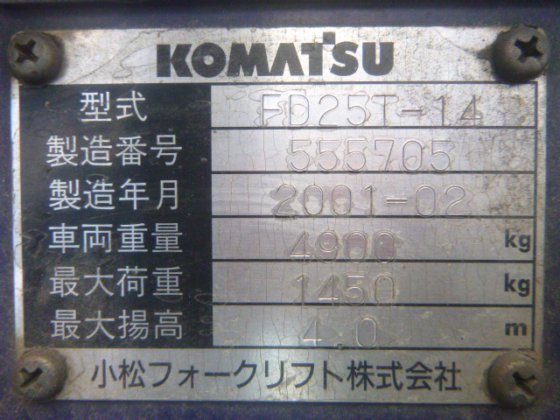 KOMATSU
型式 FD25T-14
製造番号 555705
製造年月 2001-02
車両重量 4900 kg
最大荷重 1450 kg
最大揚高 4.0 m
小松フォークリフト株式会社